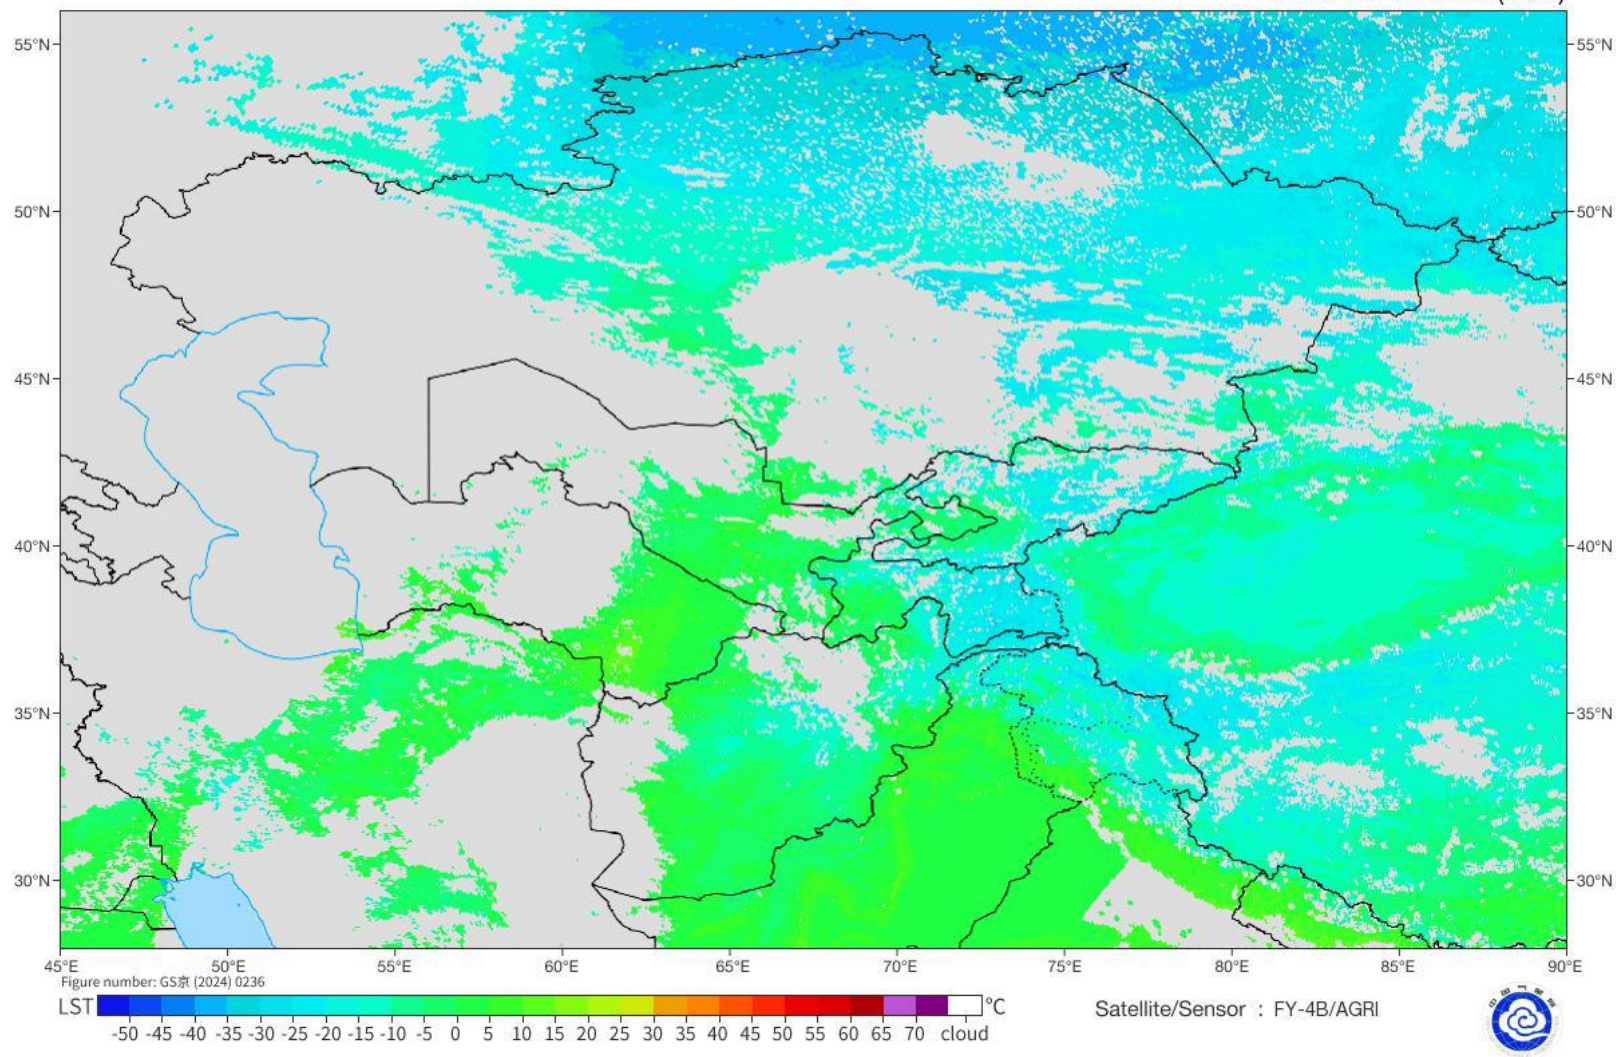 55°N
55°N
50°N
50°N
45°N
45°N
40°N
40°N
35°N
35°N
30°N
30°N
45°E 50°E 55°E 60°E 65°E 70°E 75°E 80°E 85°E 90°E
Figure number: GS京 (2024) 0236
LST
°C
-50 -45 -40 -35 -30 -25 -20 -15 -10 -5 0 5 10 15 20 25 30 35 40 45 50 55 60 65 70 cloud
Satellite/Sensor : FY-4B/AGRI